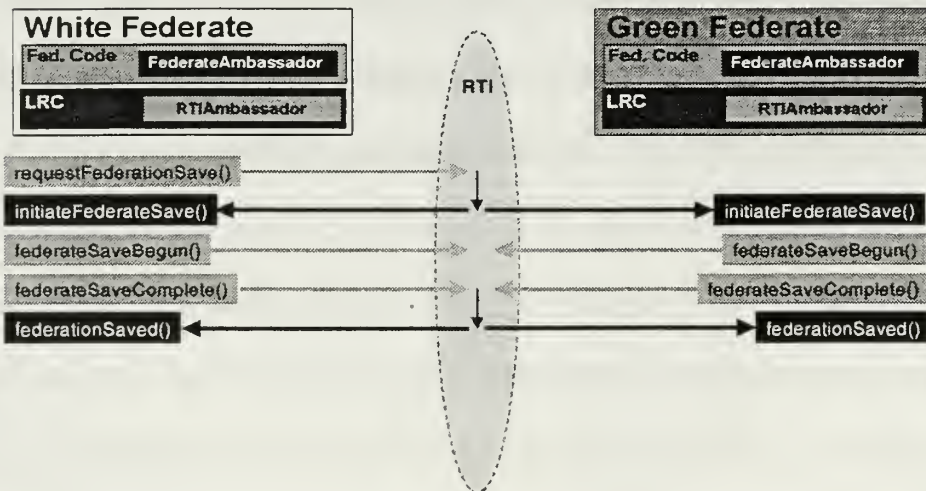 White Federate
Fed. Code
FederateAmbassador
LRC
RTIAmbassador
RTI
Green Federate
Fed. Code
FederateAmbassador
LRC
RTIAmbassador
requestFederationSave()
initiateFederateSave()
initiateFederateSave()
federateSaveBegun()
federateSaveBegun()
federateSaveComplete()
federateSaveComplete()
federationSaved()
federationSaved()